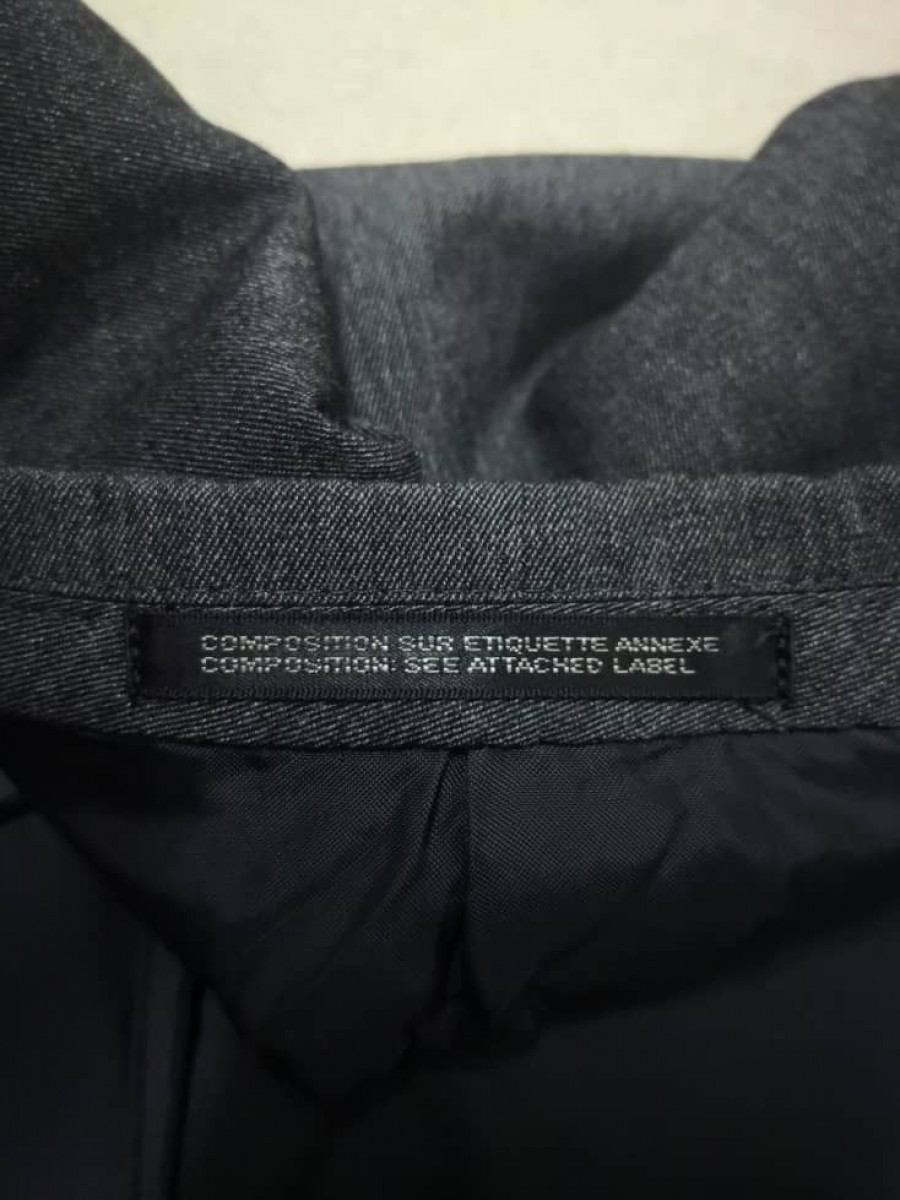 COMPOSITION SUR ETIQUETTE ANNEXE
COMPOSITION: SEE ATTACHED LABEL